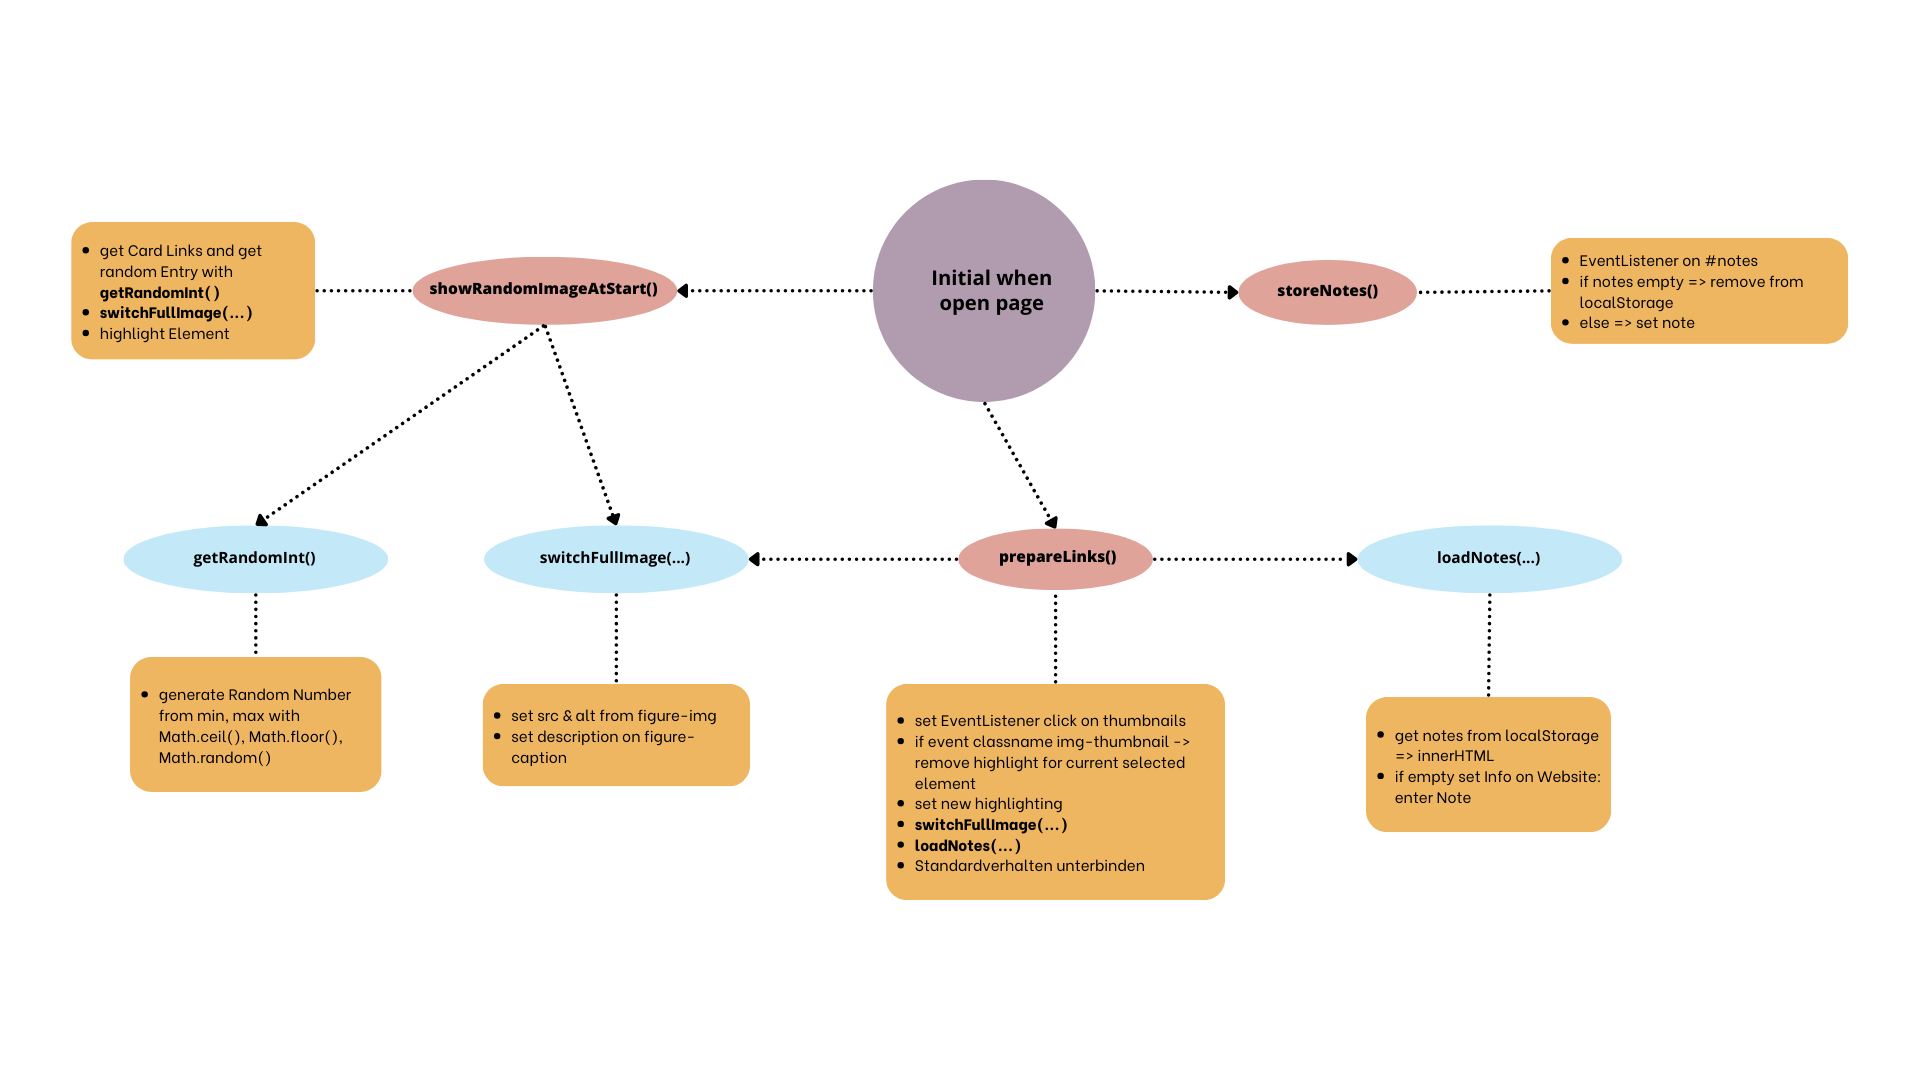 Initial when
open page
showRandomImageAtStart()
• get Card Links and get
random Entry with
getRandomInt()
• switchFullImage(...)
• highlight Element
storeNotes()
• EventListener on #notes
• if notes empty => remove from
localStorage
• else => set note
getRandomInt()
switchFullImage(...)
prepareLinks()
loadNotes(...)
• generate Random Number
from min, max with
Math.ceil(), Math.floor(),
Math.random()
• set src & alt from figure-img
• set description on figure-
caption
• set EventListener click on thumbnails
• if event classname img-thumbnail ->
remove highlight for current selected
element
• set new highlighting
• switchFullImage(...)
• loadNotes(...)
• Standardverhalten unterbinden
• get notes from localStorage
=> innerHTML
• if empty set Info on Website:
enter Note